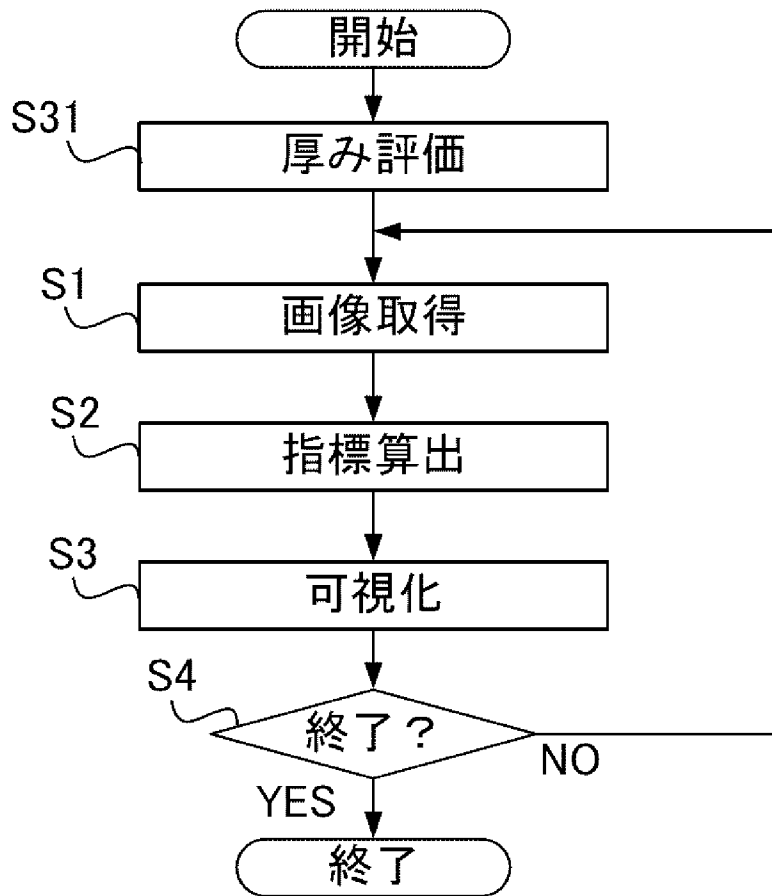 開始
S31
厚み評価
S1
画像取得
S2
指標算出
S3
可視化
S4
終了？
NO
YES
終了